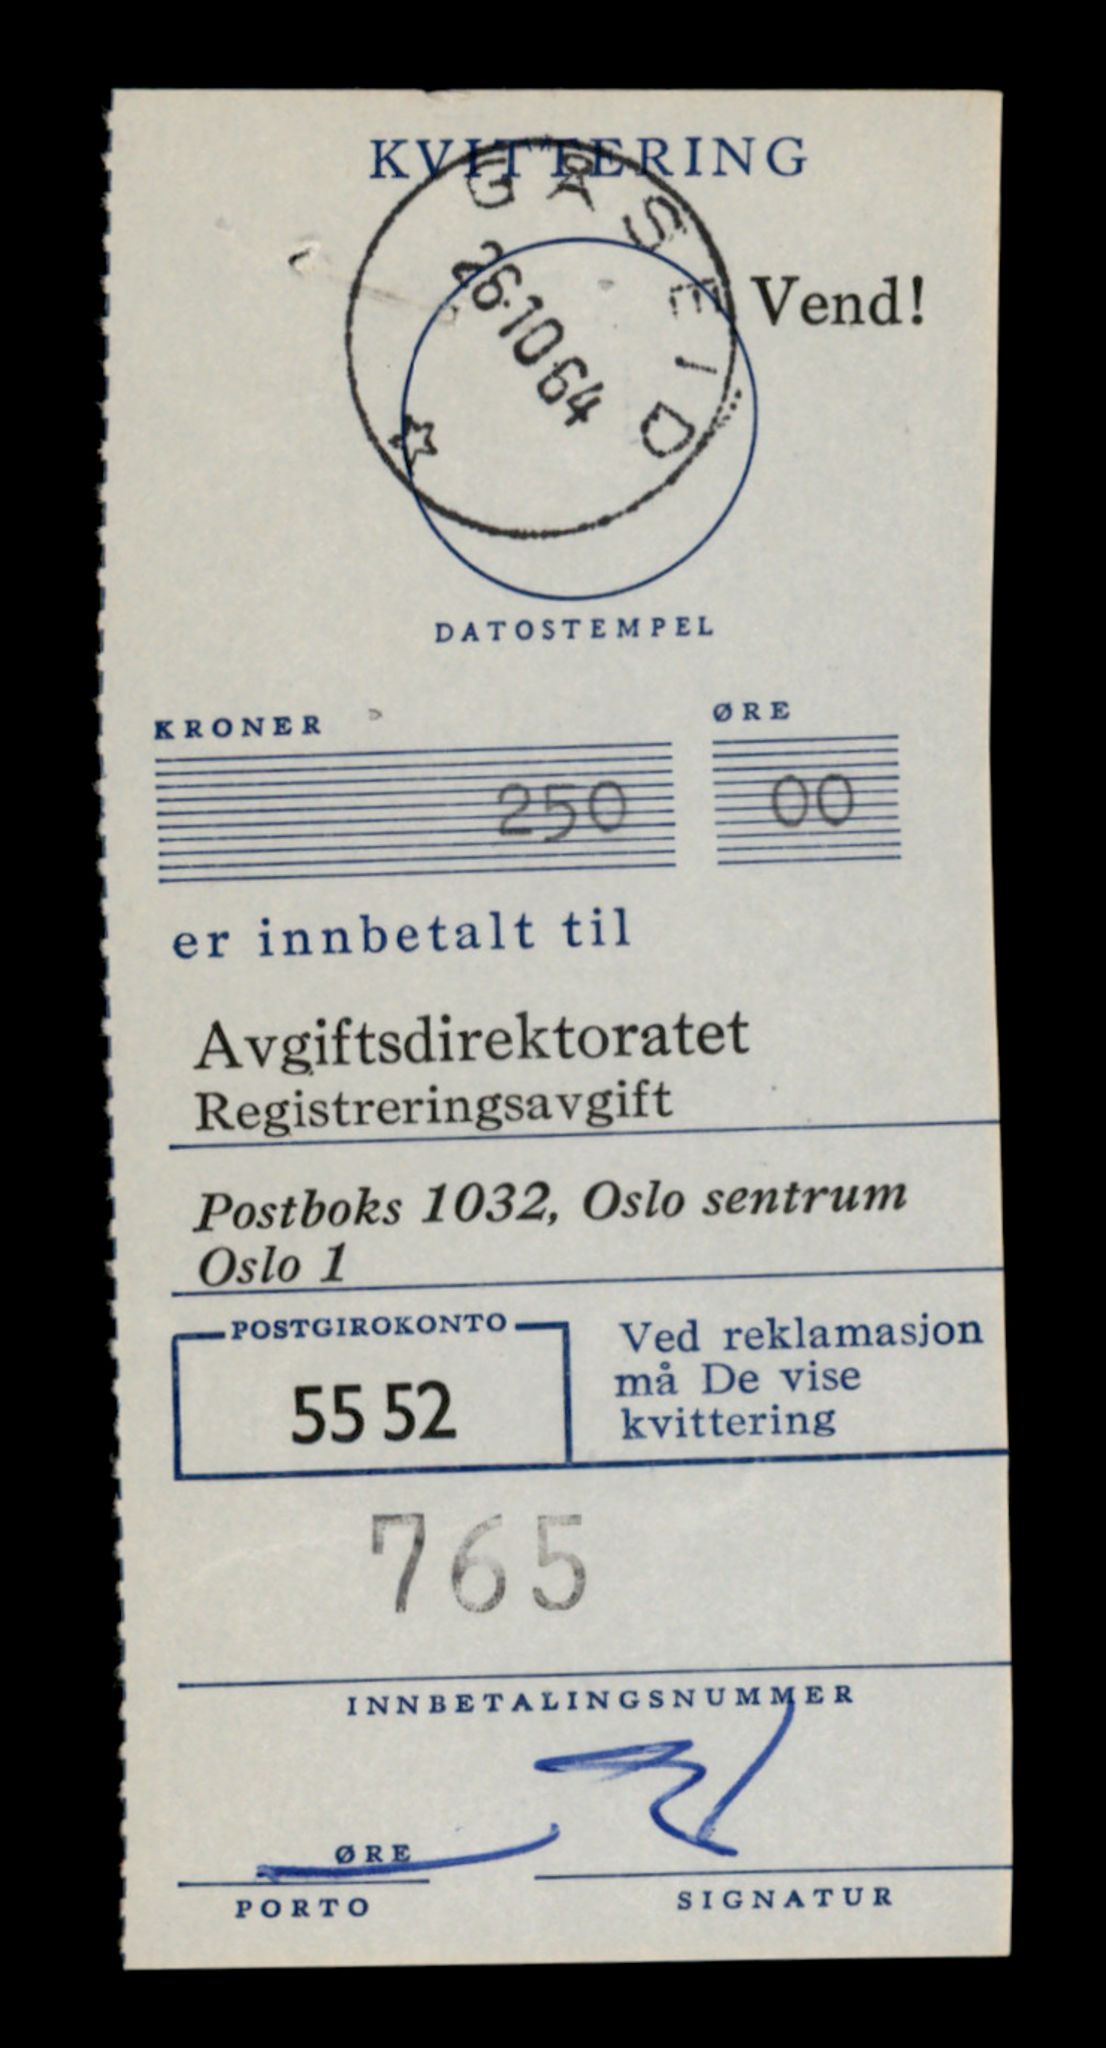 KVITTERING
GÅSEID
26.10 64
Vend!
DATOSTEMPEL
KRONER
ØRE
250
00
er innbetalt til
Avgiftsdirektoratet
Registreringsavgift
Postboks 1032, Oslo sentrum
Oslo 1
POSTGIROKONTO
55 52
Ved reklamasjon
må De vise
kvittering
765
INNBETALINGSNUMMER
ØRE
PORTO
SIGNATUR